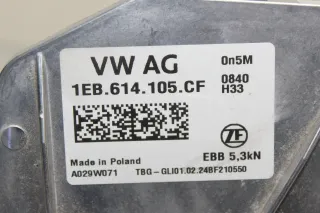 VW AG
0n5M
1EB.614.105.CF
0840
H33
ZF
Made in Poland
EBB 5,3kN
A029W071
TBG-GLI01.02.24BF210550